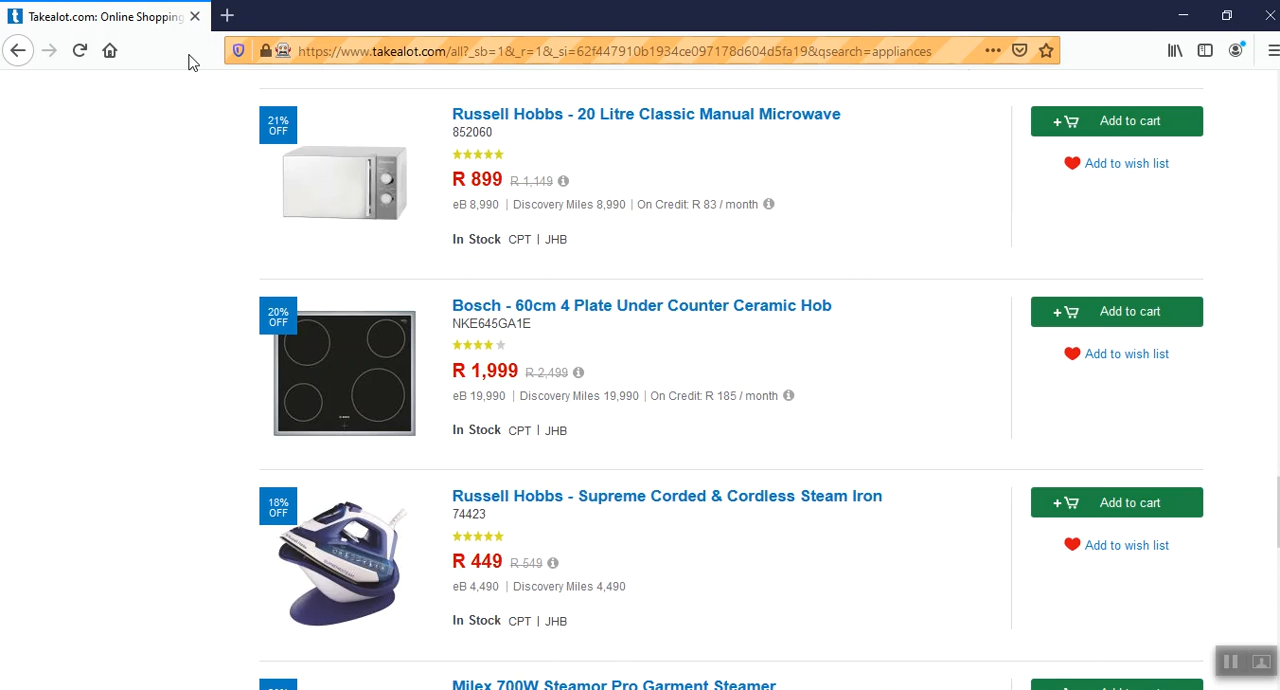 Takealot.com: Online Shopping
https://www.takealot.com/all?_sb=1&_r=1&_si=62f447910b1934ce097178d604d5fa19&qsearch=appliances
21% OFF
Russell Hobbs - 20 Litre Classic Manual Microwave
852060
R 899 R 1,149
eB 8,990 | Discovery Miles 8,990 | On Credit: R 83 / month
In Stock CPT | JHB
Add to cart
Add to wish list
20% OFF
Bosch - 60cm 4 Plate Under Counter Ceramic Hob
NKE645GA1E
R 1,999 R 2,499
eB 19,990 | Discovery Miles 19,990 | On Credit: R 185 / month
In Stock CPT | JHB
Add to cart
Add to wish list
18% OFF
Russell Hobbs - Supreme Corded & Cordless Steam Iron
74423
R 449 R 549
eB 4,490 | Discovery Miles 4,490
In Stock CPT | JHB
Add to cart
Add to wish list
Milex 700W Steamor Pro Garment Steamer